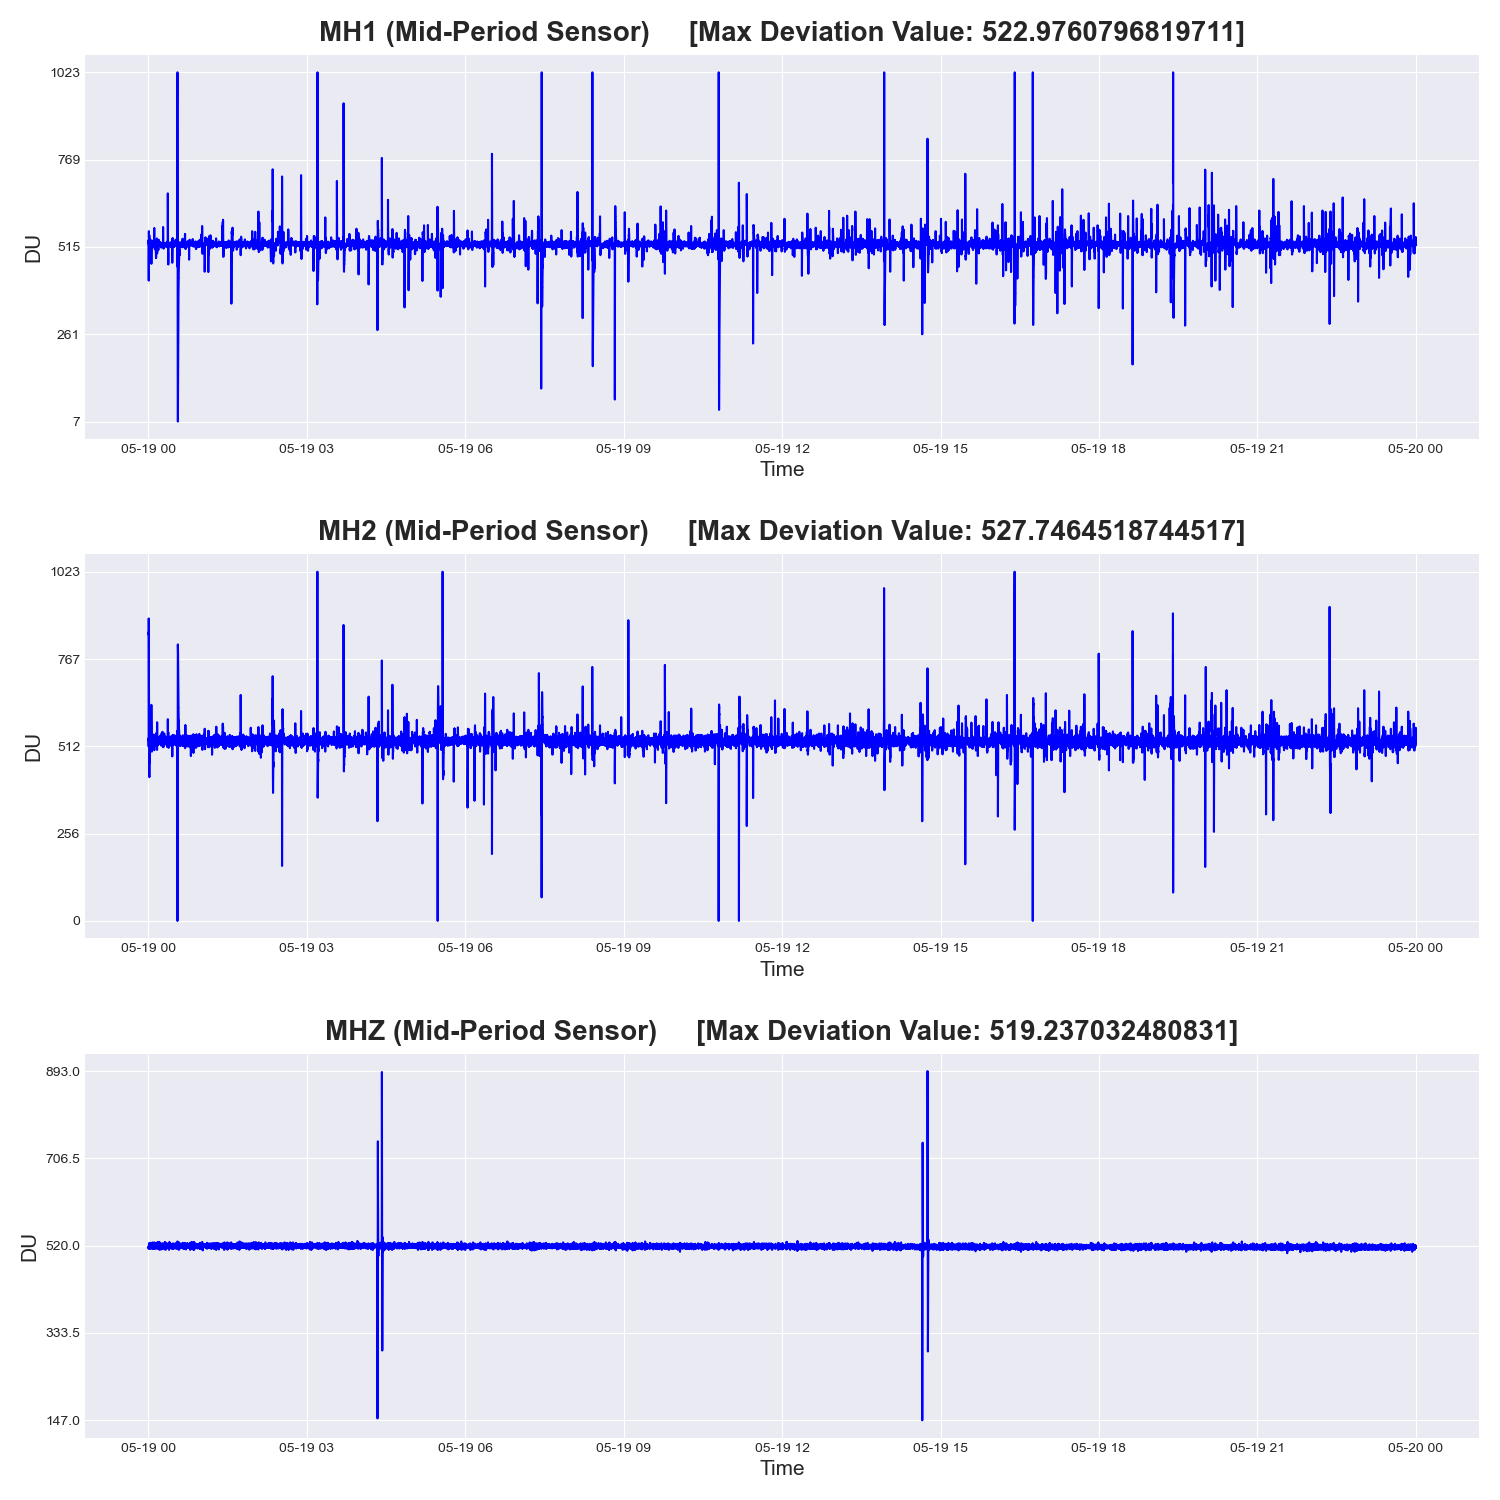 MH1 (Mid-Period Sensor) [Max Deviation Value: 522.9760796819711]
1023
769
515
261
7
DU
05-19 00 05-19 03 05-19 06 05-19 09 05-19 12 05-19 15 05-19 18 05-19 21 05-20 00
Time
MH2 (Mid-Period Sensor) [Max Deviation Value: 527.7464518744517]
1023
767
512
256
0
DU
05-19 00 05-19 03 05-19 06 05-19 09 05-19 12 05-19 15 05-19 18 05-19 21 05-20 00
Time
MHZ (Mid-Period Sensor) [Max Deviation Value: 519.237032480831]
893.0
706.5
520.0
333.5
147.0
DU
05-19 00 05-19 03 05-19 06 05-19 09 05-19 12 05-19 15 05-19 18 05-19 21 05-20 00
Time